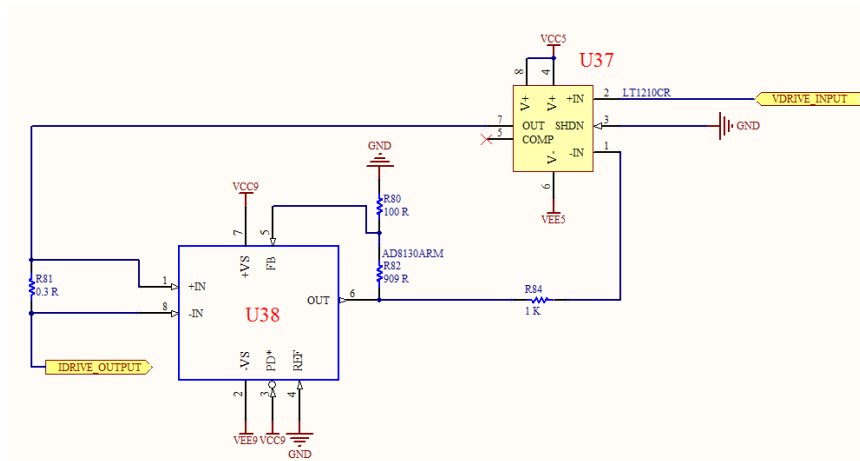 VCC5
U37
8
4
V+
V+
+IN
2
LT1210CR
VDRIVE_INPUT
7
OUT
SHDN
3
GND
5
COMP
V-
-IN
1
6
VEE5
GND
VCC9
R80
100 R
7
5
+VS
FB
AD8130ARM
R82
909 R
R81
0.3 R
1
+IN
OUT
6
R84
1 K
8
-IN
U38
IDRIVE_OUTPUT
-VS
PD*
REF
2
3
4
VEE9
VCC9
GND